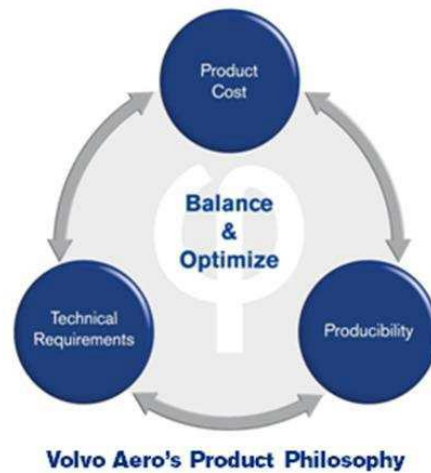 Product
Cost
Balance
&
Optimize
Technical
Requirements
Producibility
Volvo Aero's Product Philosophy